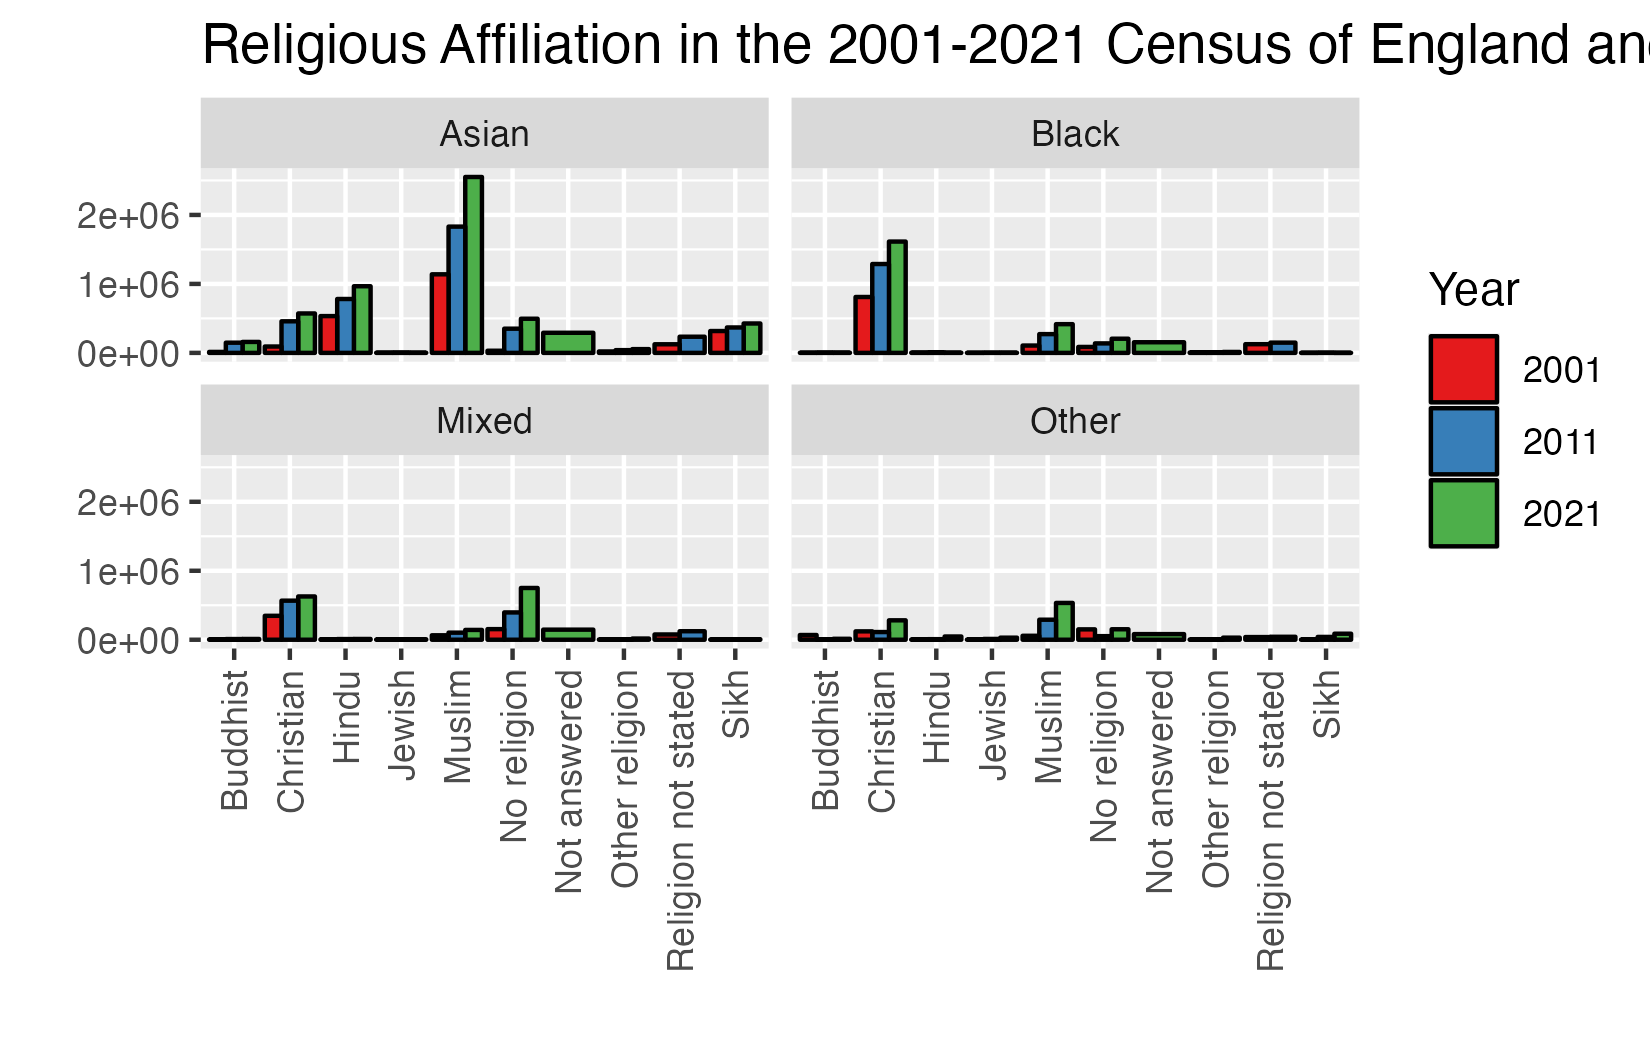 Religious Affiliation in the 2001-2021 Census of England an
Asian
Black
2e+06
1e+06
0e+00
Mixed
Other
2e+06
1e+06
0e+00
Buddhist
Christian
Hindu
Jewish
Muslim
No religion
Not answered
Other religion
Religion not stated
Sikh
Buddhist
Christian
Hindu
Jewish
Muslim
No religion
Not answered
Other religion
Religion not stated
Sikh
Year
2001
2011
2021